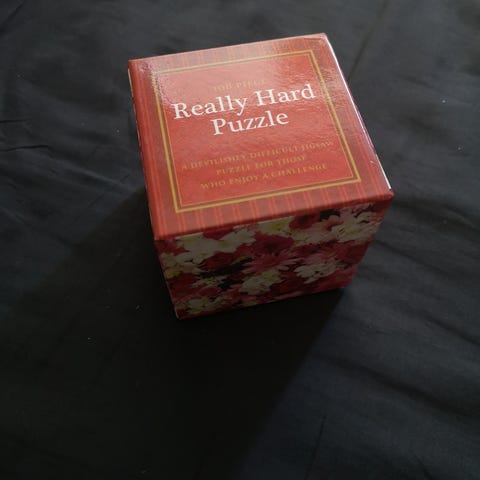 100 PIECE
Really Hard
Puzzle
A DEVILISHLY DIFFICULT JIGSAW
PUZZLE FOR THOSE
WHO ENJOY A CHALLENGE